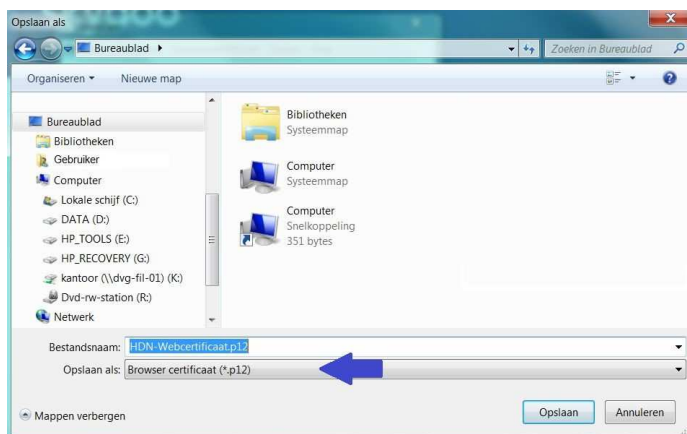 Opslaan als
Bureaublad
Zoeken in Bureaublad
Organiseren
Nieuwe map
Bureaublad
Bibliotheken
Gebruiker
Computer
Lokale schijf (C:)
DATA (D:)
HP_TOOLS (E:)
HP_RECOVERY (G:)
kantoor (\\dvg-fil-01) (K:)
Dvd-rw-station (R:)
Netwerk
Bibliotheken
Systeemmap
Computer
Systeemmap
Computer
Snelkoppeling
351 bytes
Bestandsnaam: HDN-Webcertificaat.p12
Opslaan als: Browser certificaat (*.p12)
Mappen verbergen
Opslaan
Annuleren